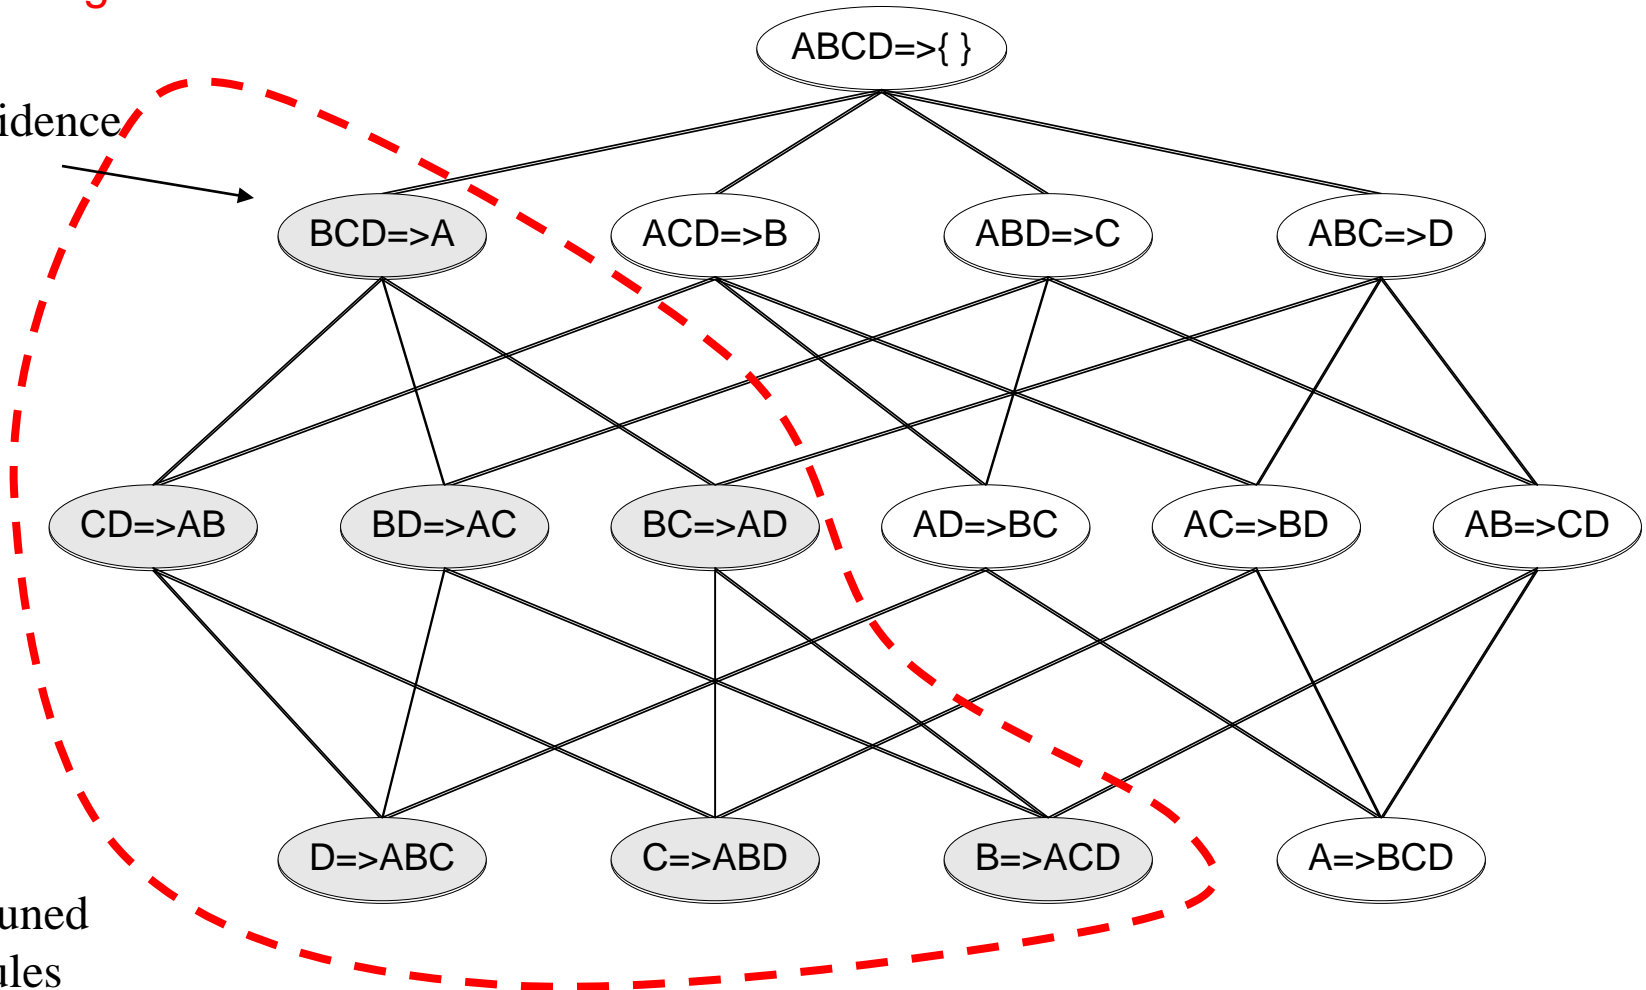 ABCD=>{ }
idence
BCD=>A
ACD=>B
ABD=>C
ABC=>D
CD=>AB
BD=>AC
BC=>AD
AD=>BC
AC=>BD
AB=>CD
D=>ABC
C=>ABD
B=>ACD
A=>BCD
uned
ules